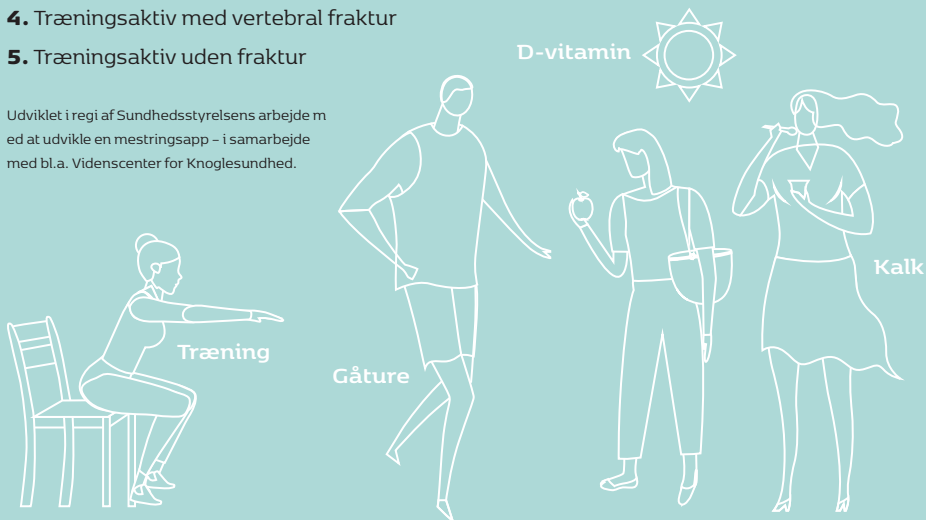 4. Træningsaktiv med vertebral fraktur
5. Træningsaktiv uden fraktur
Udviklet i regi af Sundhedsstyrelsens arbejde m
ed at udvikle en mestringsapp – i samarbejde
med bl.a. Videnscenter for Knoglesundhed.
D-vitamin
Kalk
Træning
Gåture